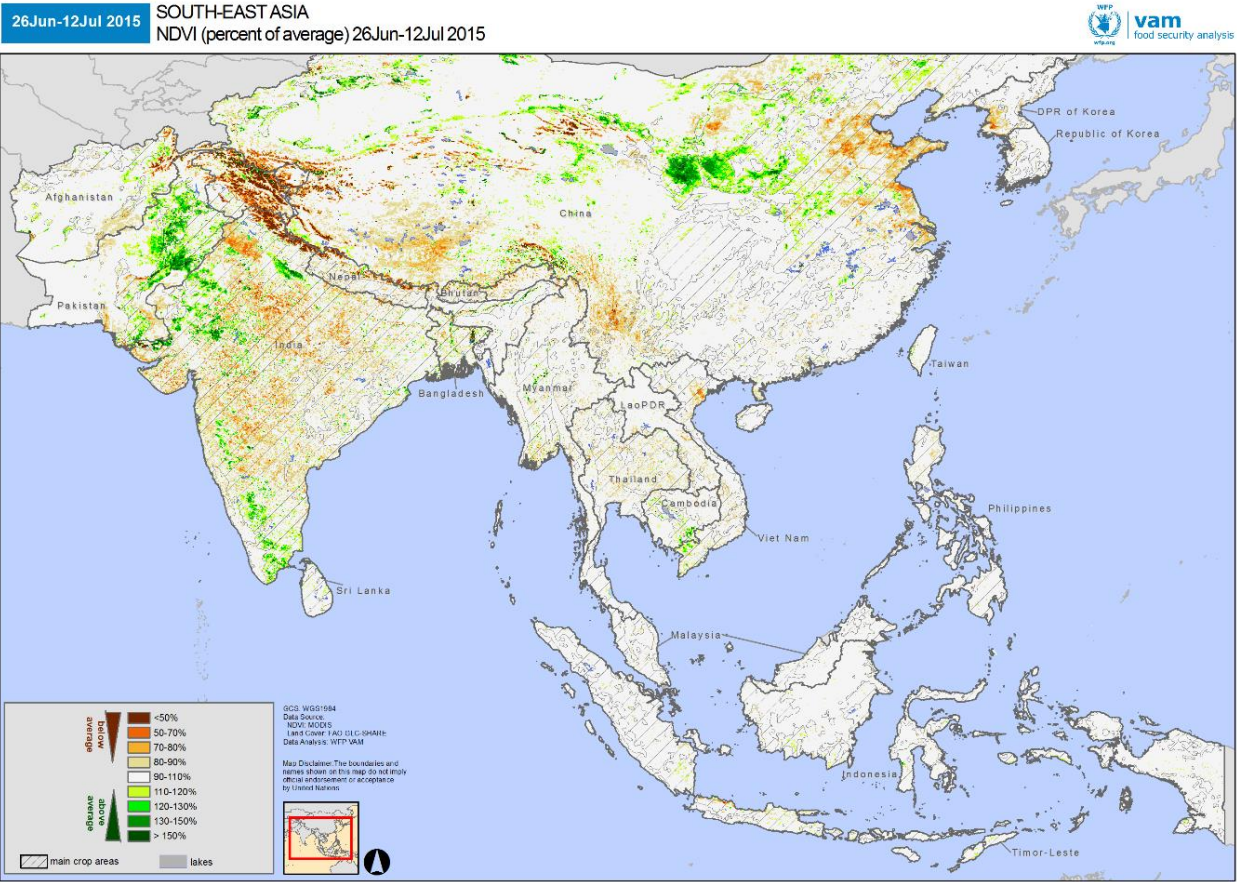 26Jun-12Jul 2015
SOUTH-EAST ASIA
NDVI (percent of average) 26Jun-12Jul 2015
WFP
wfp.org
vam
food security analysis
DPR of Korea
Republic of Korea
Afghanistan
China
Nepal
Bhutan
Pakistan
India
Taiwan
Bangladesh
Myanmar
LaoPDR
Thailand
Cambodia
Philippines
Viet Nam
Sri Lanka
Malaysia
Indonesia
Timor-Leste
below
average
above
average
<50%
50-70%
70-80%
80-90%
90-110%
110-120%
120-130%
130-150%
> 150%
main crop areas
lakes
GCS: WGS1984
Data Source:
NDVI: MODIS
Land Cover: FAO GLC-SHARE
Data Analysis: WFP VAM
Map Disclaimer: The boundaries and
names shown on this map do not imply
official endorsement or acceptance
by United Nations